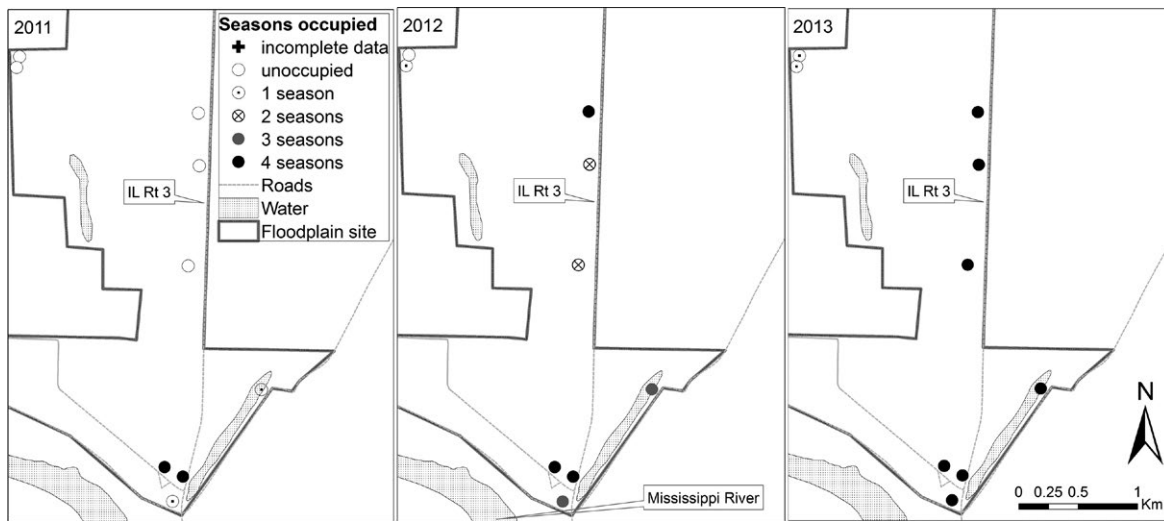 2011
Seasons occupied
incomplete data
unoccupied
1 season
2 seasons
3 seasons
4 seasons
Roads
Water
Floodplain site
IL Rt 3
2012
IL Rt 3
Mississippi River
2013
IL Rt 3
N
0 0.25 0.5 1
Km